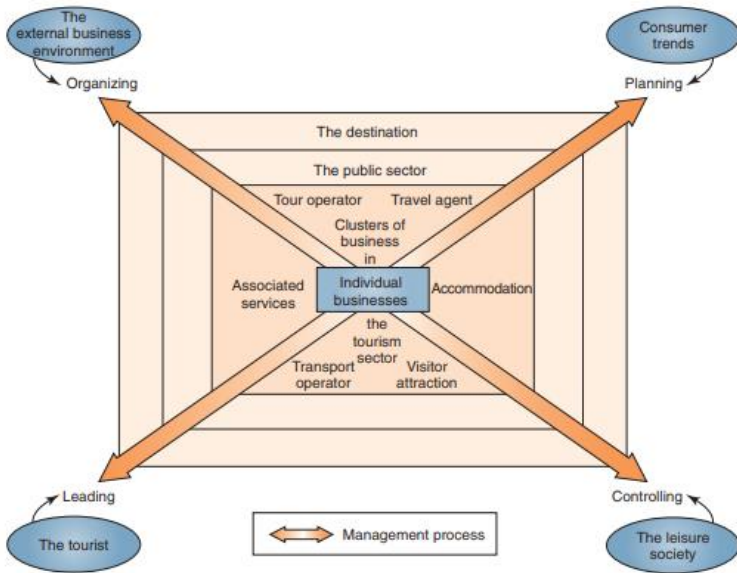 The
external business
environment
Consumer
trends
Organizing
Planning
The destination
The public sector
Tour operator
Travel agent
Clusters of
business
in
Associated
services
Individual
businesses
Accommodation
the
tourism
sector
Transport
operator
Visitor
attraction
Leading
Controlling
The tourist
Management process
The leisure
society